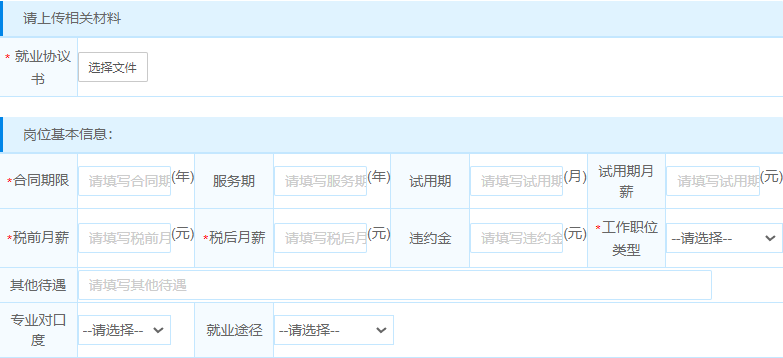 请上传相关材料
* 就业协议
书
选择文件
岗位基本信息：
*合同期限 请填写合同期 (年) 服务期 请填写服务期 (年) 试用期 请填写试用期 (月) 试用期月
薪 请填写试用期 (元)
*税前月薪 请填写税前月 (元) *税后月薪 请填写税后月 (元) 违约金 请填写违约金 (元) *工作职位
类型 --请选择--
其他待遇 请填写其他待遇
专业对口
度 --请选择-- 就业途径 --请选择--